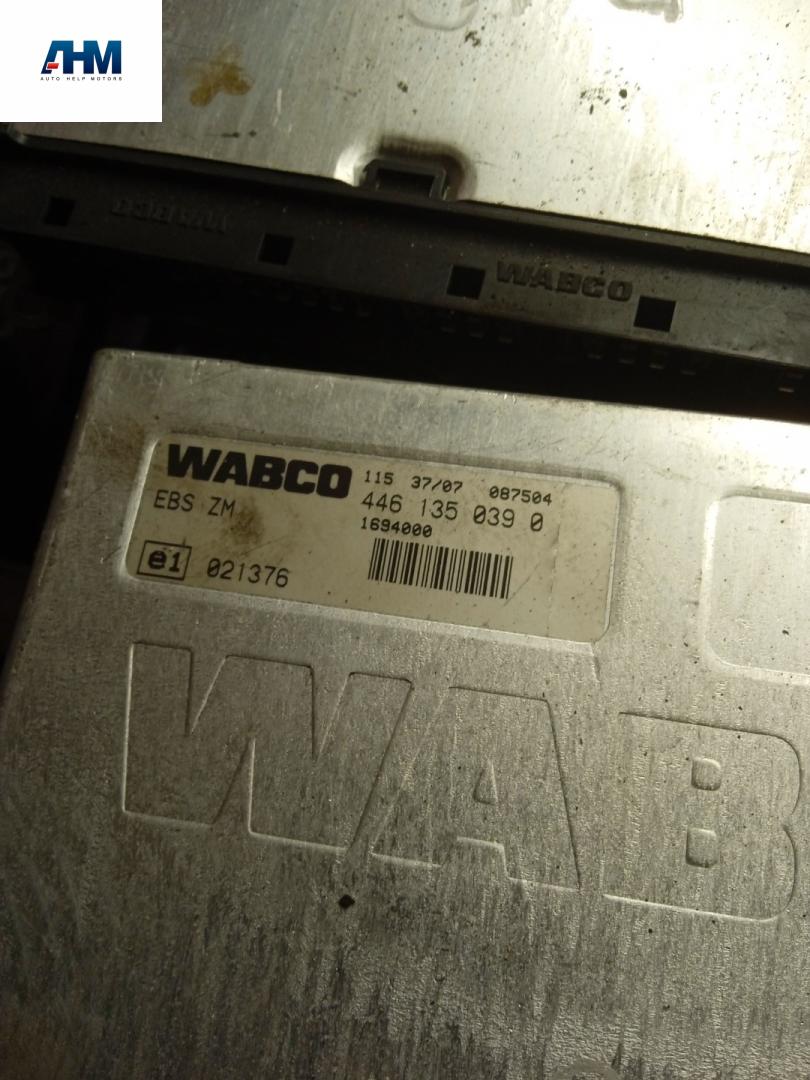 AHM
AUTO HELP MOTORS
WABCO
WABCO
WABCO 115 37/07 087504
EBS ZM 446 135 039 0
1694000
e1 021376
WAB